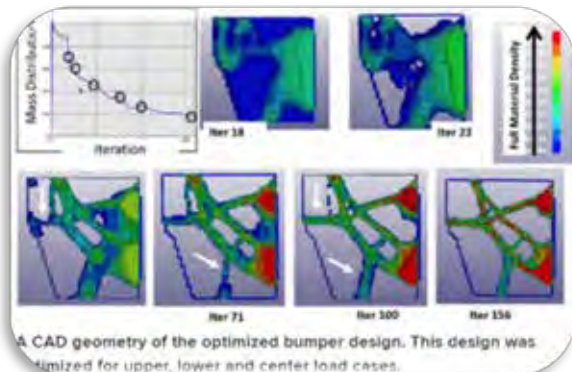 Mass Distribut
Iteration
Iter 18
Iter 23
Full Material Density
Iter 71
Iter 100
Iter 156
A CAD geometry of the optimized bumper design. This design was
timized for upper, lower and center load cases.